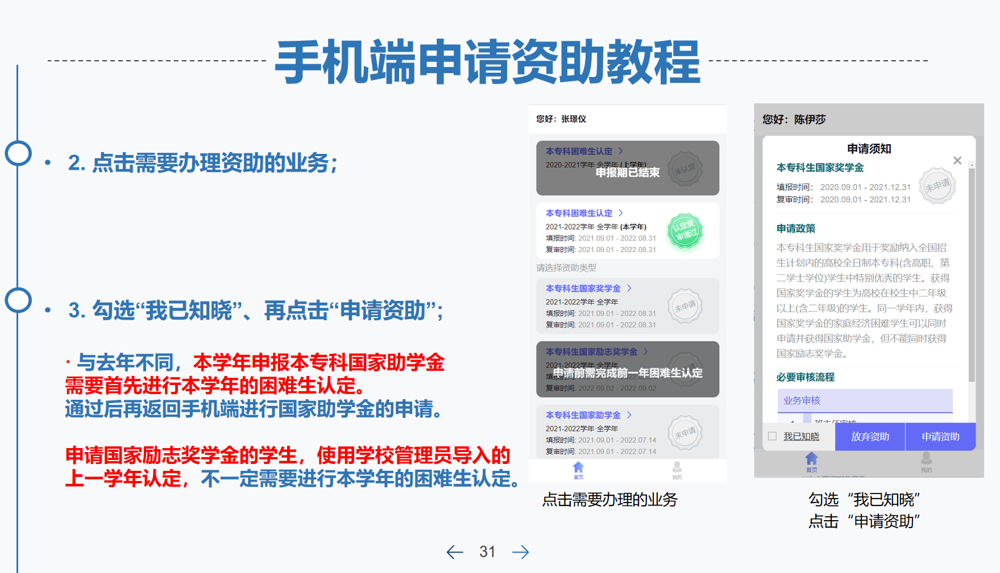 手机端申请资助教程
• 2. 点击需要办理资助的业务；
• 3. 勾选“我已知晓”、再点击“申请资助”；
· 与去年不同，本学年申报本专科国家助学金
需要首先进行本学年的困难生认定。
通过后再返回手机端进行国家助学金的申请。
申请国家励志奖学金的学生，使用学校管理员导入的
上一学年认定，不一定需要进行本学年的困难生认定。
您好：张璟仪
本专科困难生认定 >
2020-2021学年·全学年 (上学年)
申报期已结束
未认定
本专科困难生认定 >
2021-2022学年·全学年 (本学年)
填报时间: 2021.09.01 - 2022.08.31
复审时间: 2021.09.01 - 2022.08.31
认定复
审通过
请选择资助类型
本专科生国家奖学金 >
2021-2022学年·全学年
填报时间: 2021.09.01 - 2022.08.31
复审时间: 2021.09.01 - 2022.08.31
未申请
本专科生国家励志奖学金 >
2021-2022学年·全学年
申请前需完成前一年困难生认定
复审时间: 2022.09.02 - 2022.09.02
本专科生国家助学金 >
2021-2022学年·全学年
填报时间: 2021.09.01 - 2022.07.14
复审时间: 2021.09.01 - 2022.07.14
未申请
首页
我的
点击需要办理的业务
您好：陈伊莎
申请须知
×
本专科生国家奖学金
填报时间： 2020.09.01 - 2021.12.31
复审时间： 2020.09.01 - 2021.12.31
未申请
申请政策
本专科生国家奖学金用于奖励纳入全国招
生计划内的高校全日制本专科(含高职、第
二学士学位)学生中特别优秀的学生。获得
国家奖学金的学生为高校在校生中二年级
以上(含二年级)的学生。同一学年内，获得
国家奖学金的家庭经济困难学生可以同时
申请并获得国家助学金，但不能同时获得
国家励志奖学金。
必要审核流程
业务审核
1 班主任审核
我已知晓
放弃资助
申请资助
首页
我的
勾选“我已知晓”
点击“申请资助”
← 31 →